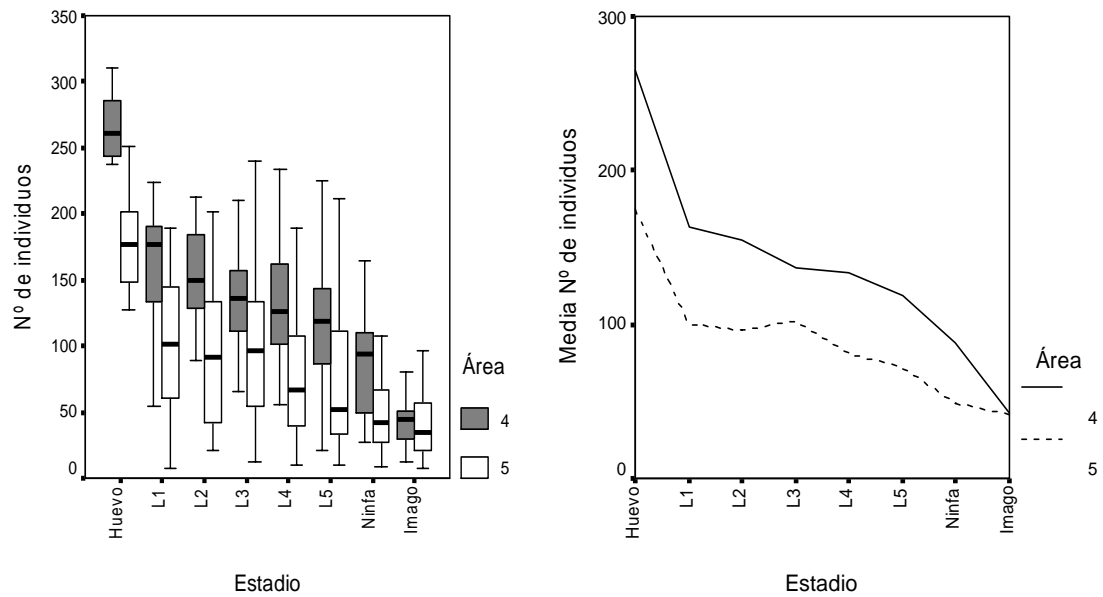 350
300
250
200
150
100
50
0
Nº de individuos
Huevo
L1
L2
L3
L4
L5
Ninfa
Imago
Estadio
Área
4
5
300
200
100
0
Media Nº de individuos
Huevo
L1
L2
L3
L4
L5
Ninfa
Imago
Estadio
Área
4
5